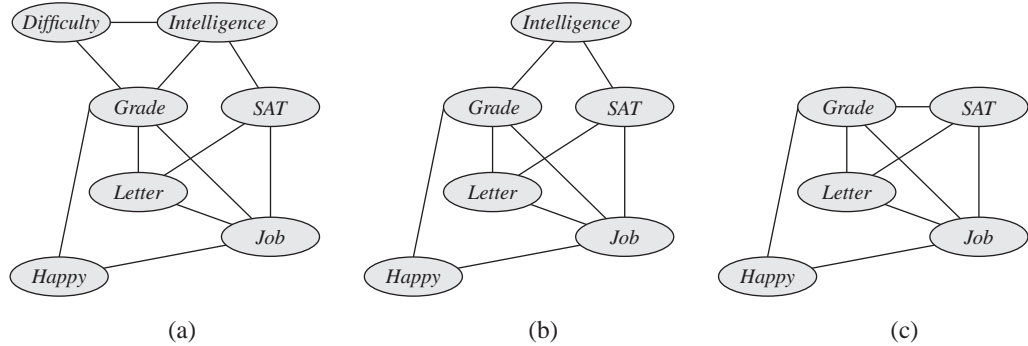 Difficulty Intelligence
Grade SAT
Letter
Job
Happy
(a)
Intelligence
Grade SAT
Letter
Job
Happy
(b)
Grade SAT
Letter
Job
Happy
(c)